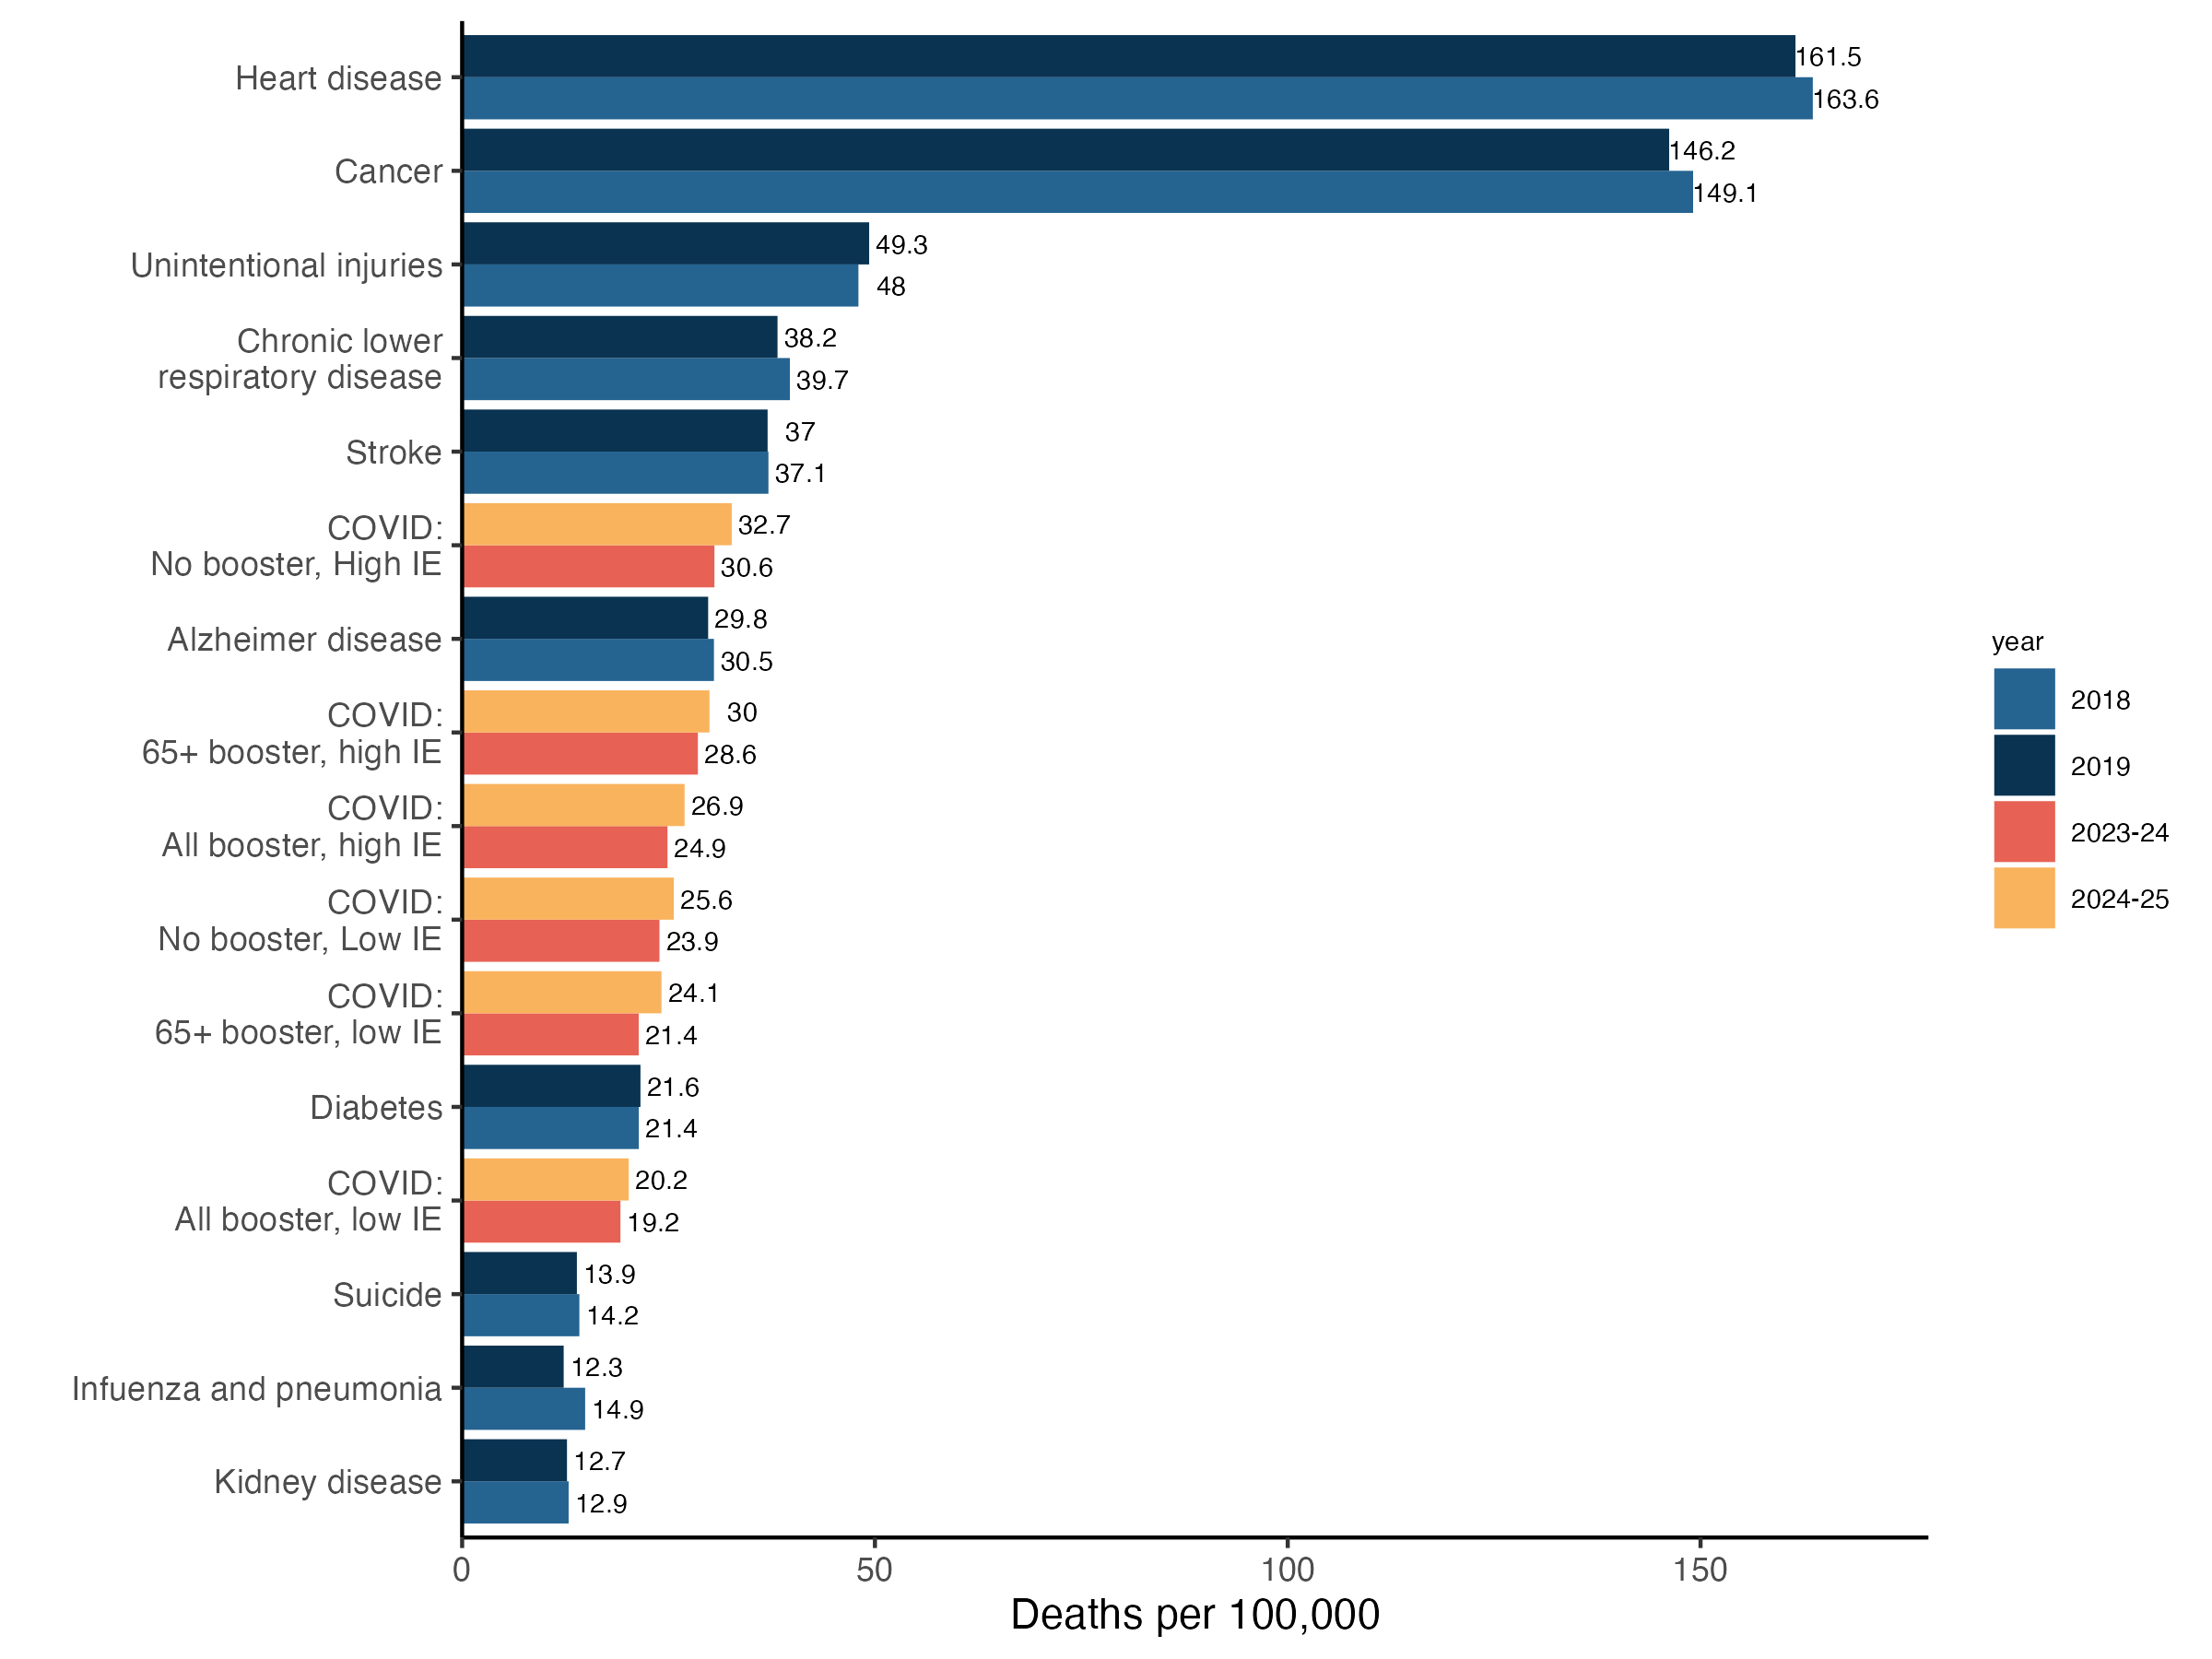 Heart disease
161.5
163.6
Cancer
146.2
149.1
Unintentional injuries
49.3
48
Chronic lower
respiratory disease
38.2
39.7
Stroke
37
37.1
COVID:
No booster, High IE
32.7
30.6
Alzheimer disease
29.8
30.5
COVID:
65+ booster, high IE
30
28.6
COVID:
All booster, high IE
26.9
24.9
COVID:
No booster, Low IE
25.6
23.9
COVID:
65+ booster, low IE
24.1
21.4
Diabetes
21.6
21.4
COVID:
All booster, low IE
20.2
19.2
Suicide
13.9
14.2
Infuenza and pneumonia
12.3
14.9
Kidney disease
12.7
12.9
0
50
100
150
Deaths per 100,000
year
2018
2019
2023-24
2024-25